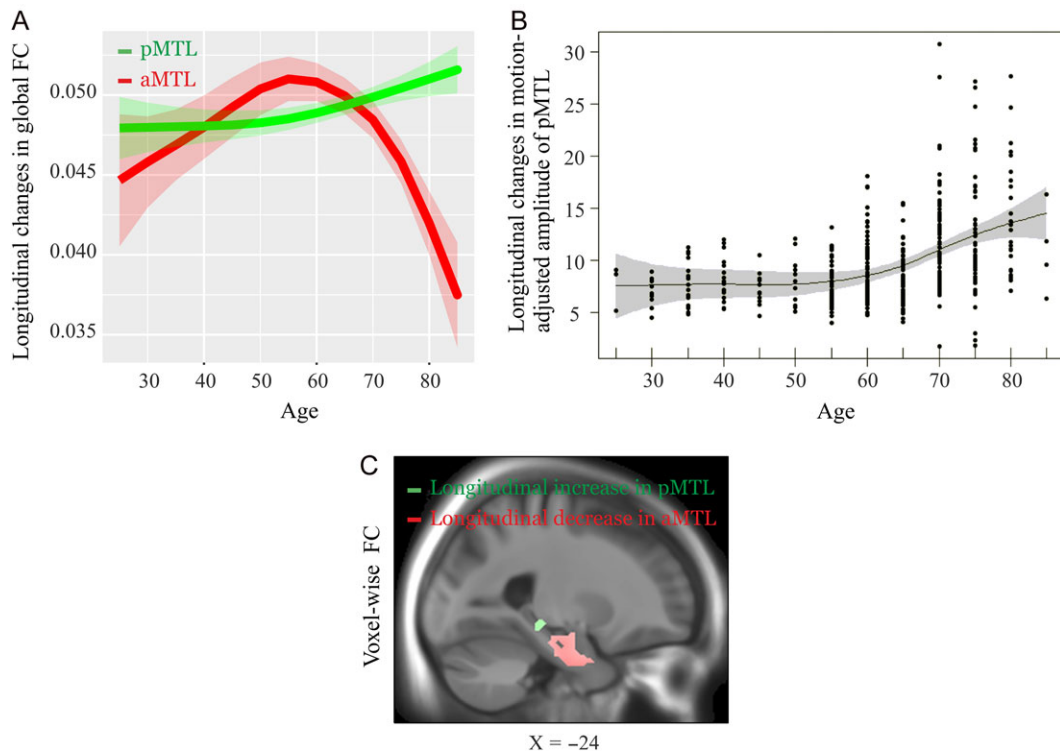 A
Longitudinal changes in global FC
pMTL
aMTL
0.050
0.045
0.040
0.035
30 40 50 60 70 80
Age
B
Longitudinal changes in motion-
adjusted amplitude of pMTL
30
25
20
15
10
5
30 40 50 60 70 80
Age
C
Voxel-wise FC
Longitudinal increase in pMTL
Longitudinal decrease in aMTL
X = −24